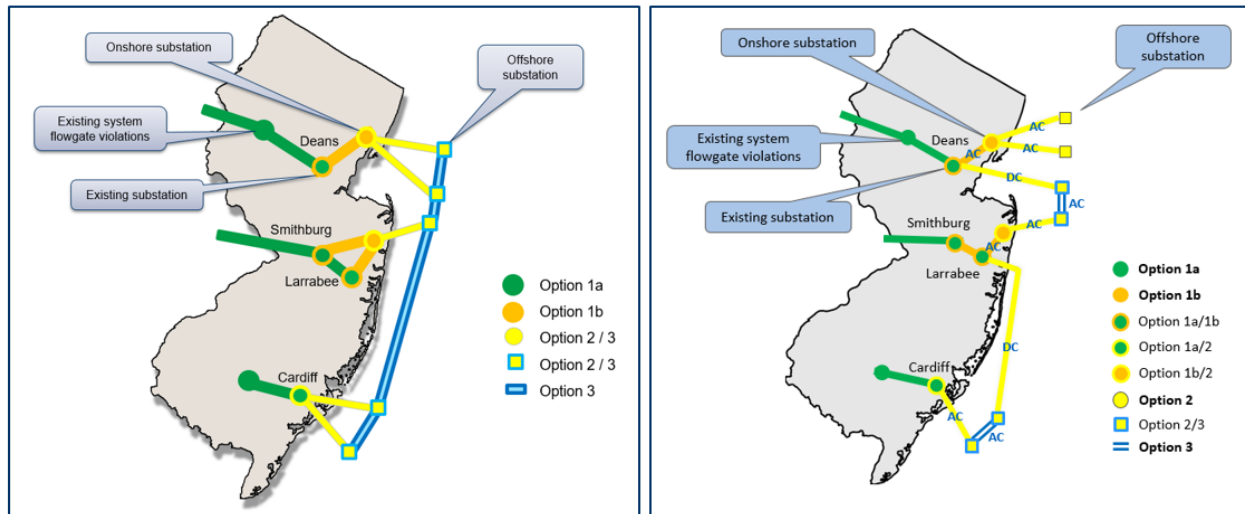 Onshore substation
Offshore
substation
Existing system
flowgate violations
Deans
Existing substation
Smithburg
Larrabee
Cardiff
Option 1a
Option 1b
Option 2 / 3
Option 2 / 3
Option 3
Onshore substation
Offshore
substation
AC
Existing system
flowgate violations
Deans
AC
AC
DC
Existing substation
AC
Smithburg
AC
AC
Larrabee
DC
Cardiff
AC
AC
Option 1a
Option 1b
Option 1a/1b
Option 1a/2
Option 1b/2
Option 2
Option 2/3
Option 3